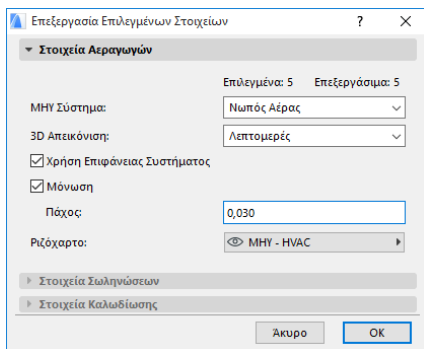 Επεξεργασία Επιλεγμένων Στοιχείων
Στοιχεία Αεραγωγών
Επιλεγμένα: 5 Επεξεργάσιμα: 5
ΜΗΥ Σύστημα: Νωπός Αέρας
3D Απεικόνιση: Λεπτομερές
Χρήση Επιφάνειας Συστήματος
Μόνωση
Πάχος: 0,030
Ριζόχαρτο: ΜΗΥ - HVAC
Στοιχεία Σωληνώσεων
Στοιχεία Καλωδίωσης
Άκυρο OK